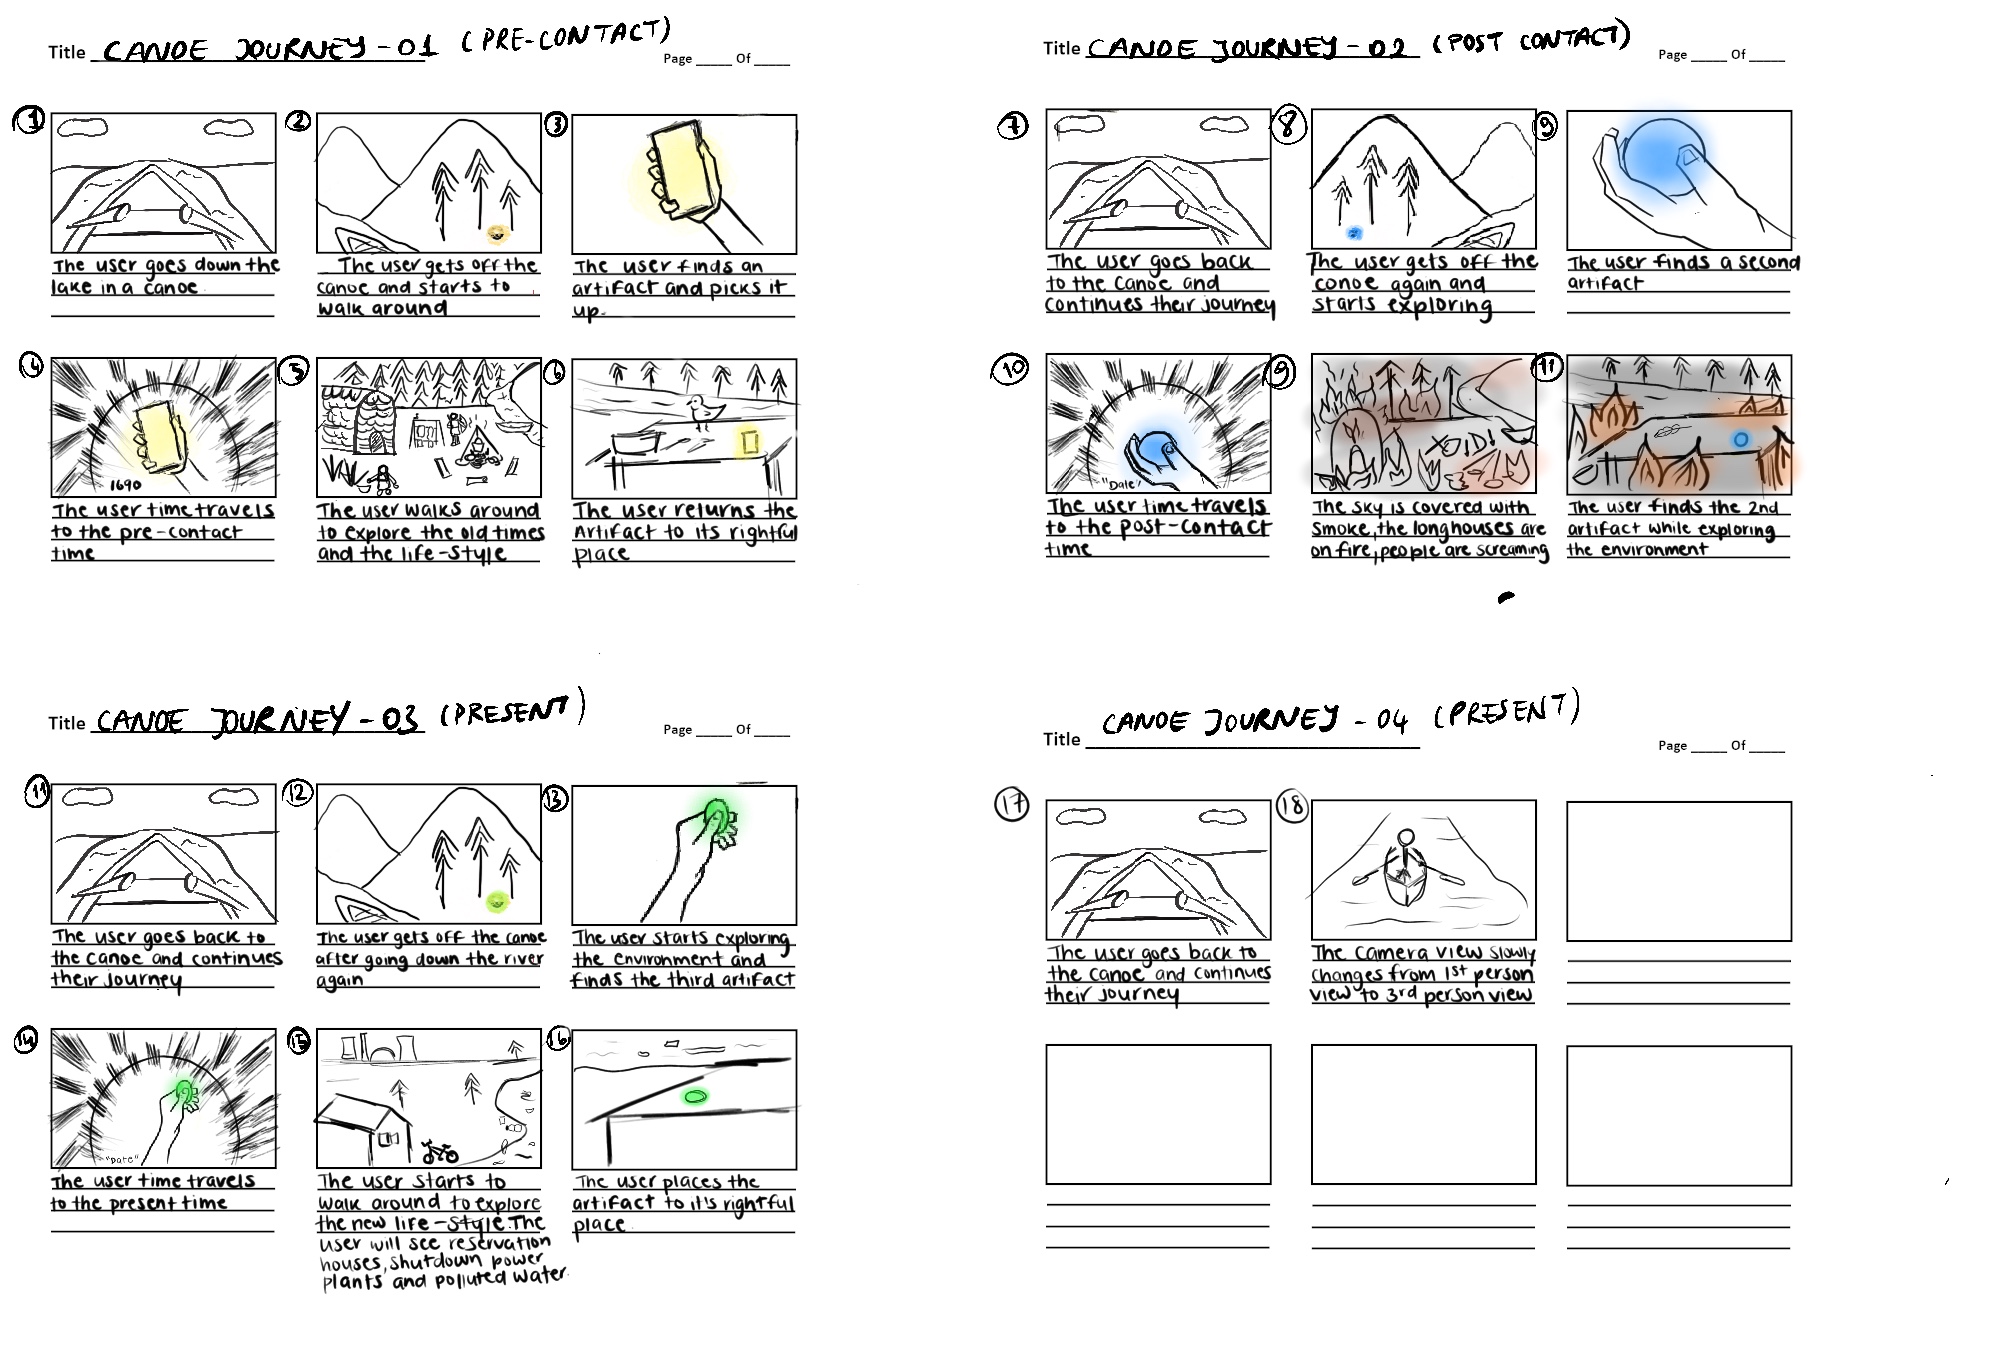 Title CANOE JOURNEY-01 (PRE-CONTACT)
Page _____ Of _____
1
The user goes down the
lake in a canoe
2
The user gets off the
canoe and starts to
walk around
3
The user finds an
artifact and picks it
up.
4
1690
The user time travels
to the pre-contact
time
5
The user walks around
to explore the old times
and the life-style
6
The user returns the
Artifact to its rightful
place
Title CANOE JOURNEY-02 (POST CONTACT)
Page _____ Of _____
7
The user goes back
to the canoe and
continues their journey
8
The user gets off the
conoe again and
starts exploring
9
The user finds a second
artifact
10
"Date"
The user time travels
to the post-contact
time
9
The sky is covered with
smoke, the longhouses are
on fire, people are screaming
11
The user finds the 2nd
artifact while exploring
the environment
Title CANOE JOURNEY-03 (PRESENT)
Page _____ Of _____
11
The user goes back to
the canoe and continues
their journey
12
The user gets off the canoe
after going down the river
again
13
The user starts exploring
the environment and
finds the third artifact
14
"Date"
The user time travels
to the present time
15
The user starts to
walk around to explore
the new life-style. The
user will see reservation
houses, shutdown power
plants and polluted water.
16
The user places the
artifact to it's rightful
place
Title CANOE JOURNEY - 04 (PRESENT)
Page _____ Of _____
17
The user goes back to
the canoe and continues
their journey
18
The camera view slowly
changes from 1st person
view to 3rd person view